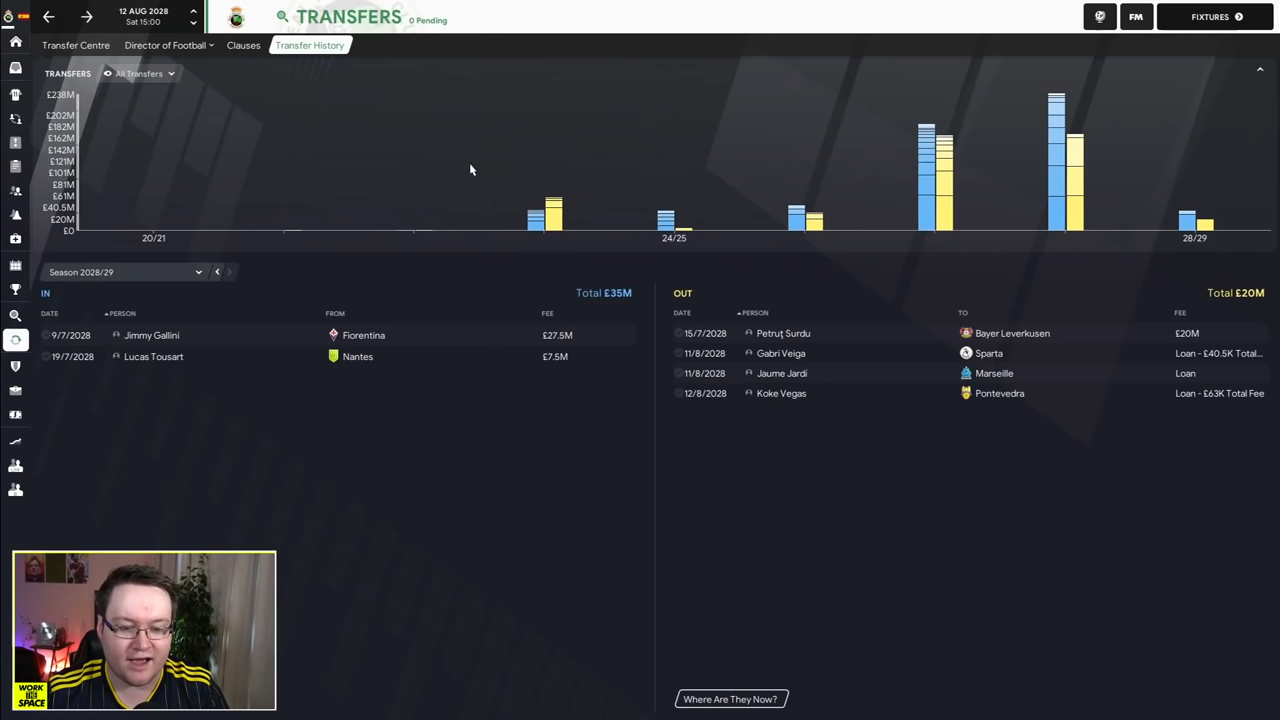 12 AUG 2028
Sat 15:00
TRANSFERS
0 Pending
FM
FIXTURES
Transfer Centre
Director of Football
Clauses
Transfer History
TRANSFERS
All Transfers
£238M
£202M
£182M
£162M
£142M
£121M
£101M
£81M
£61M
£40.5M
£20M
£0
20/21
24/25
28/29
Season 2028/29
IN
Total £35M
DATE PERSON FROM FEE
9/7/2028 Jimmy Gallini Fiorentina £27.5M
19/7/2028 Lucas Tousart Nantes £7.5M
OUT
Total £20M
DATE PERSON TO FEE
15/7/2028 Petruț Surdu Bayer Leverkusen £20M
11/8/2028 Gabri Veiga Sparta Loan - £40.5K Total...
11/8/2028 Jaume Jardí Marseille Loan
12/8/2028 Koke Vegas Pontevedra Loan - £63K Total Fee
Where Are They Now?
WORK
THE
SPACE